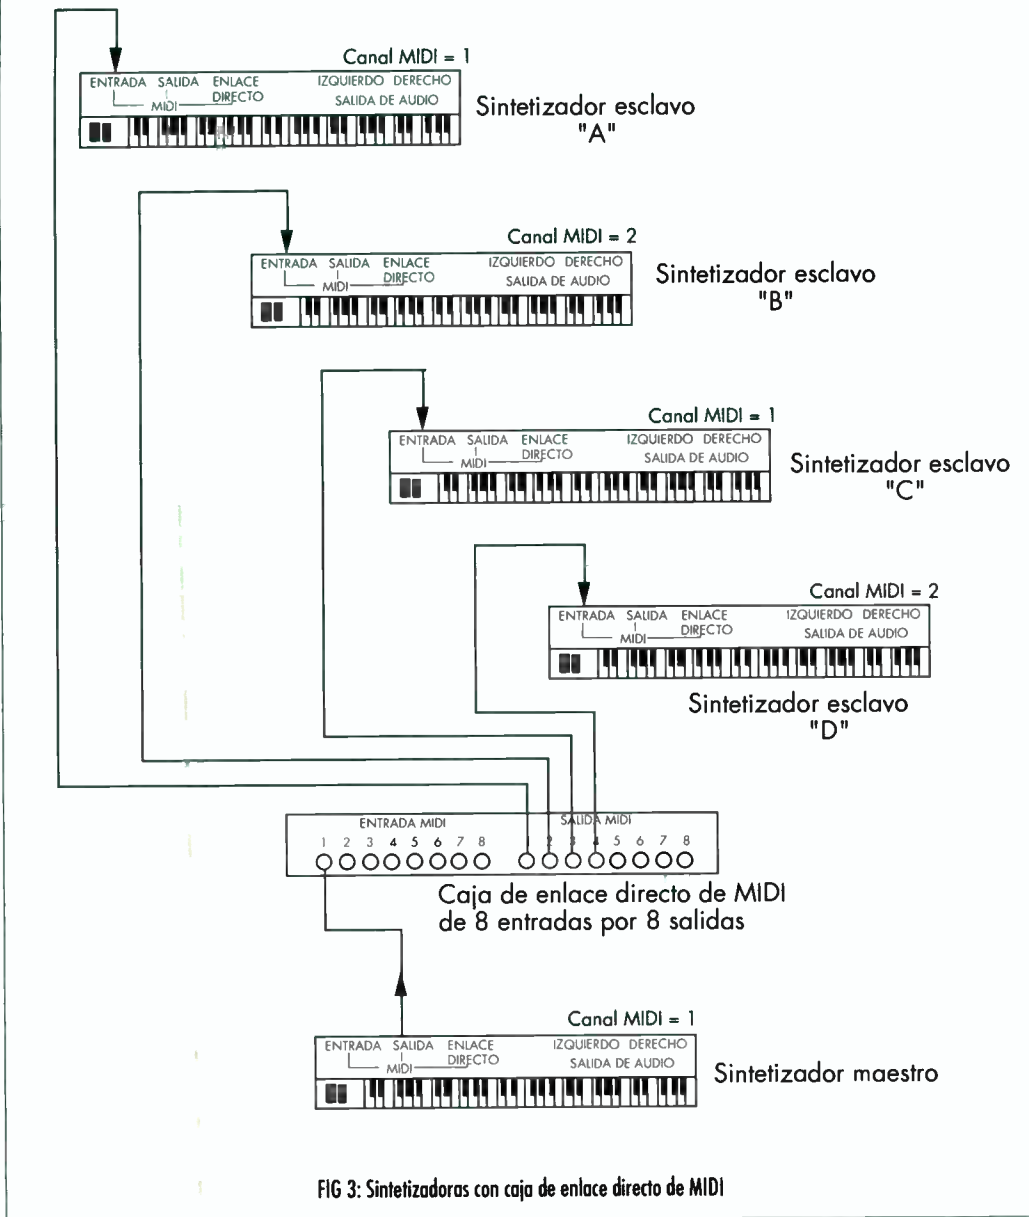 Canal MIDI = 1
ENTRADA SALIDA ENLACE DIRECTO
MIDI
IZQUIERDO DERECHO
SALIDA DE AUDIO
Sintetizador esclavo
"A"
Canal MIDI = 2
ENTRADA SALIDA ENLACE DIRECTO
MIDI
IZQUIERDO DERECHO
SALIDA DE AUDIO
Sintetizador esclavo
"B"
Canal MIDI = 1
ENTRADA SALIDA ENLACE DIRECTO
MIDI
IZQUIERDO DERECHO
SALIDA DE AUDIO
Sintetizador esclavo
"C"
Canal MIDI = 2
ENTRADA SALIDA ENLACE DIRECTO
MIDI
IZQUIERDO DERECHO
SALIDA DE AUDIO
Sintetizador esclavo
"D"
ENTRADA MIDI
1 2 3 4 5 6 7 8
SALIDA MIDI
1 2 3 4 5 6 7 8
Caja de enlace directo de MIDI
de 8 entradas por 8 salidas
Canal MIDI = 1
ENTRADA SALIDA ENLACE DIRECTO
MIDI
IZQUIERDO DERECHO
SALIDA DE AUDIO
Sintetizador maestro
FIG 3: Sintetizadoras con caja de enlace directo de MIDI